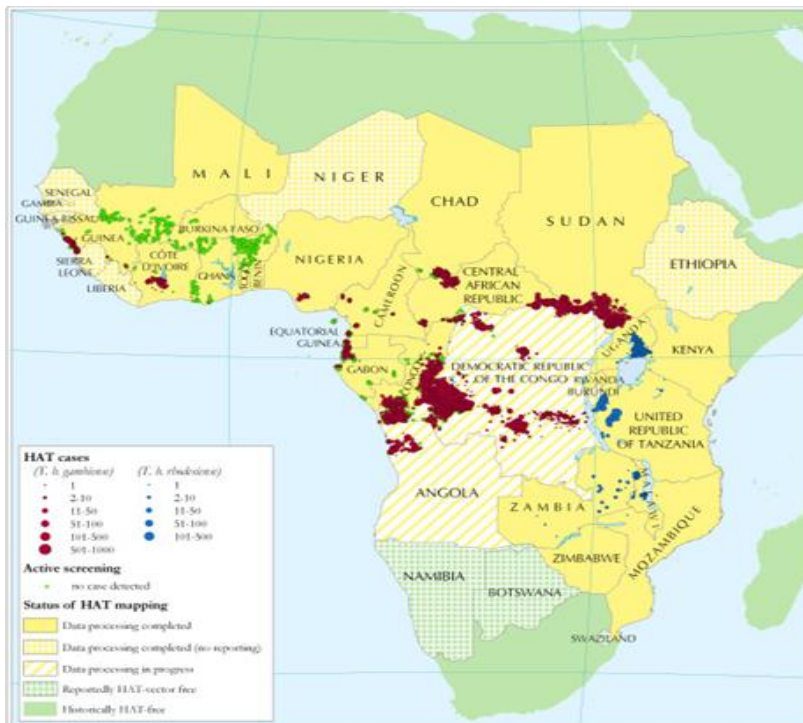 MALI
NIGER
CHAD
SUDAN
SENEGAL
GAMBIA
GUINEA-BISSAU
GUINEA
SIERRA
LEONE
LIBERIA
CÔTE
D'IVOIRE
BURKINA FASO
GHANA
TOGO
BENIN
NIGERIA
CAMEROON
CENTRAL
AFRICAN
REPUBLIC
ETHIOPIA
EQUATORIAL
GUINEA
GABON
CONGO
DEMOCRATIC REPUBLIC
OF THE CONGO
UGANDA
KENYA
RWANDA
BURUNDI
UNITED
REPUBLIC
OF TANZANIA
ANGOLA
ZAMBIA
MALAWI
MOZAMBIQUE
ZIMBABWE
NAMIBIA
BOTSWANA
SWAZILAND
HAT cases
(T. b. gambiense) (T. b. rhodesiense)
1 1
2-10 2-10
11-50 11-50
51-100 51-100
101-500 101-500
501-1000
Active screening
no case detected
Status of HAT mapping
Data processing completed
Data processing completed (no reporting)
Data processing in progress
Reportedly HAT-vector free
Historically HAT-free